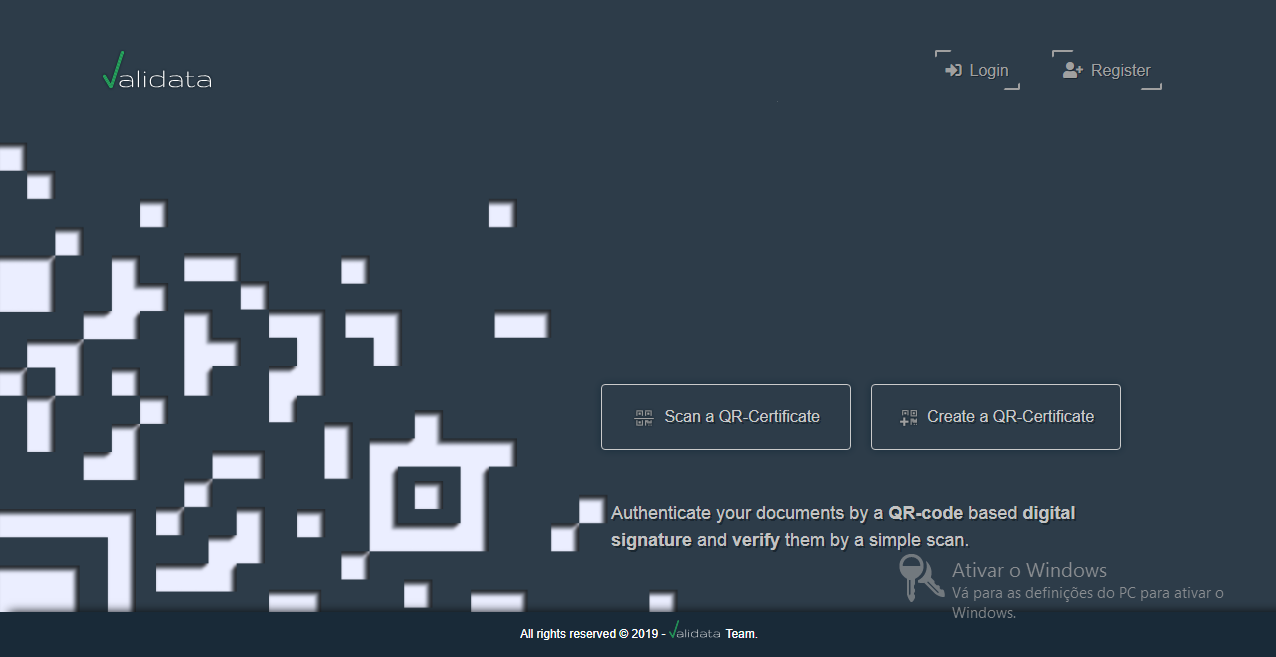 Validata
Login
Register
Scan a QR-Certificate
Create a QR-Certificate
Authenticate your documents by a QR-code based digital
signature and verify them by a simple scan.
Ativar o Windows
Vá para as definições do PC para ativar o
Windows.
All rights reserved © 2019 - Validata Team.